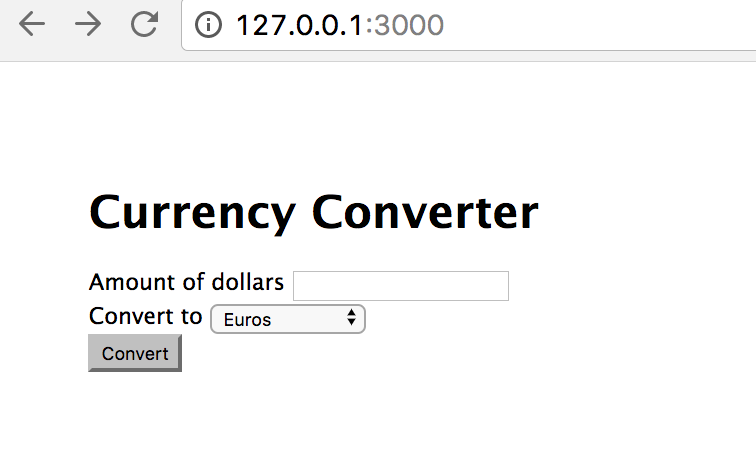 127.0.0.1:3000
Currency Converter
Amount of dollars
Convert to Euros
Convert